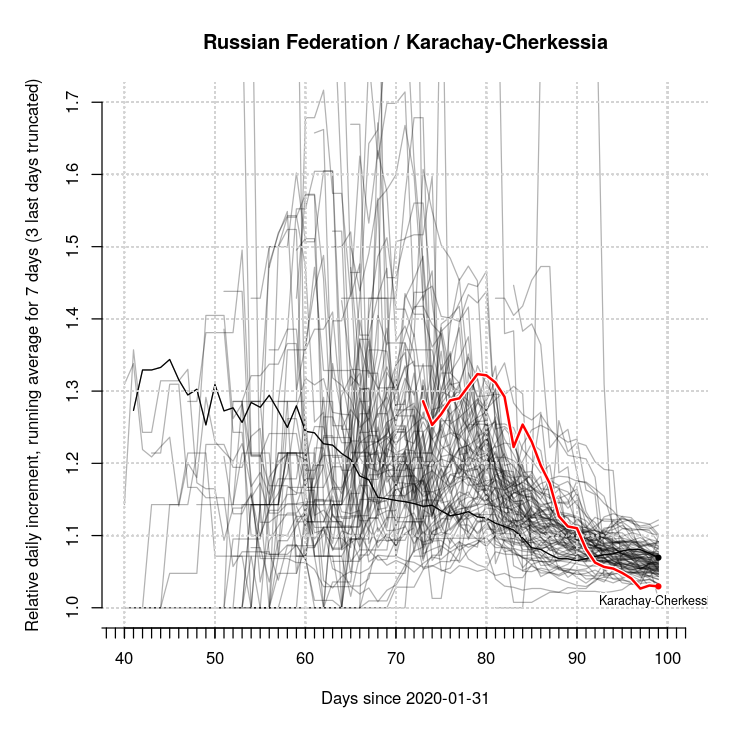 Russian Federation / Karachay-Cherkessia
Relative daily increment, running average for 7 days (3 last days truncated)
1.7
1.6
1.5
1.4
1.3
1.2
1.1
1.0
Karachay-Cherkessi
40 50 60 70 80 90 100
Days since 2020-01-31